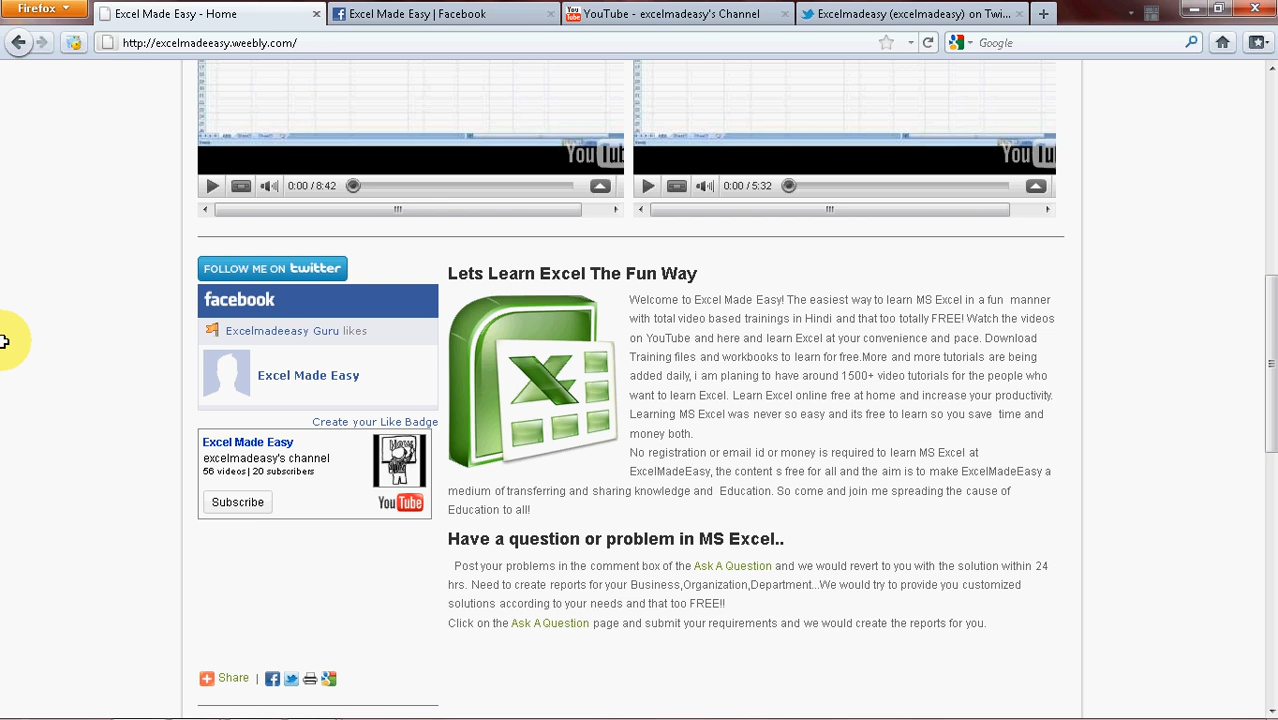 Firefox
Excel Made Easy - Home
Excel Made Easy | Facebook
YouTube - excelmadeasy's Channel
Excelmadeeasy (excelmadeasy) on Twi...
http://excelmadeeasy.weebly.com/
Google
YouTu
YouTu
0:00 / 8:42
0:00 / 5:32
FOLLOW ME ON twitter
facebook
Excelmadeeasy Guru likes
Excel Made Easy
Create your Like Badge
Excel Made Easy
excelmadeasy's channel
56 videos | 20 subscribers
Subscribe
YouTube
Lets Learn Excel The Fun Way
Welcome to Excel Made Easy! The easiest way to learn MS Excel in a fun manner
with total video based trainings in Hindi and that too totally FREE! Watch the videos
on YouTube and here and learn Excel at your convenience and pace. Download
Training files and workbooks to learn for free.More and more tutorials are being
added daily, i am planing to have around 1500+ video tutorials for the people who
want to learn Excel. Learn Excel online free at home and increase your productivity.
Learning MS Excel was never so easy and its free to learn so you save time and
money both.
No registration or email id or money is required to learn MS Excel at
ExcelMadeEasy, the content s free for all and the aim is to make ExcelMadeEasy a
medium of transferring and sharing knowledge and Education. So come and join me spreading the cause of
Education to all!
Have a question or problem in MS Excel..
Post your problems in the comment box of the Ask A Question and we would revert to you with the solution within 24
hrs. Need to create reports for your Business,Organization,Department...We would try to provide you customized
solutions according to your needs and that too FREE!!
Click on the Ask A Question page and submit your requirements and we would create the reports for you.
Share |